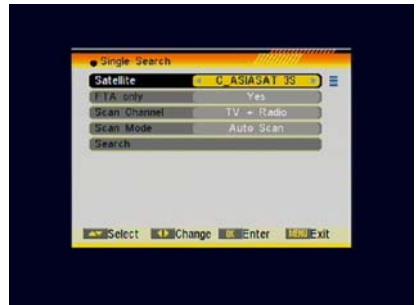 Single Search
Satellite C_ASIASAT 3S
FTA only Yes
Scan Channel TV + Radio
Scan Mode Auto Scan
Search
Select Change OK Enter MENU Exit